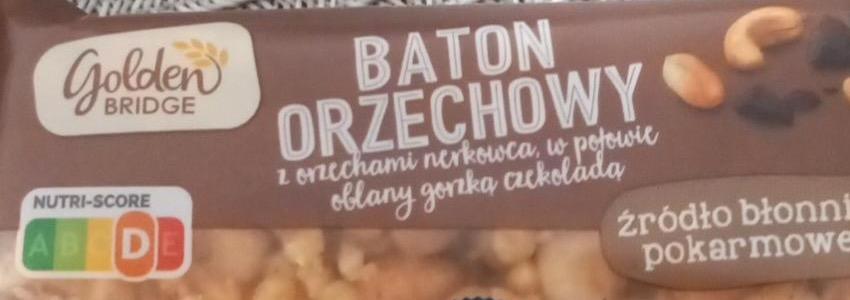 Golden
BRIDGE
BATON
ORZECHOWY
z orzechami nerkowca, w połowie
oblany gorzką czekoladą
NUTRI-SCORE
A B C D E
źródło błonni
pokarmowe